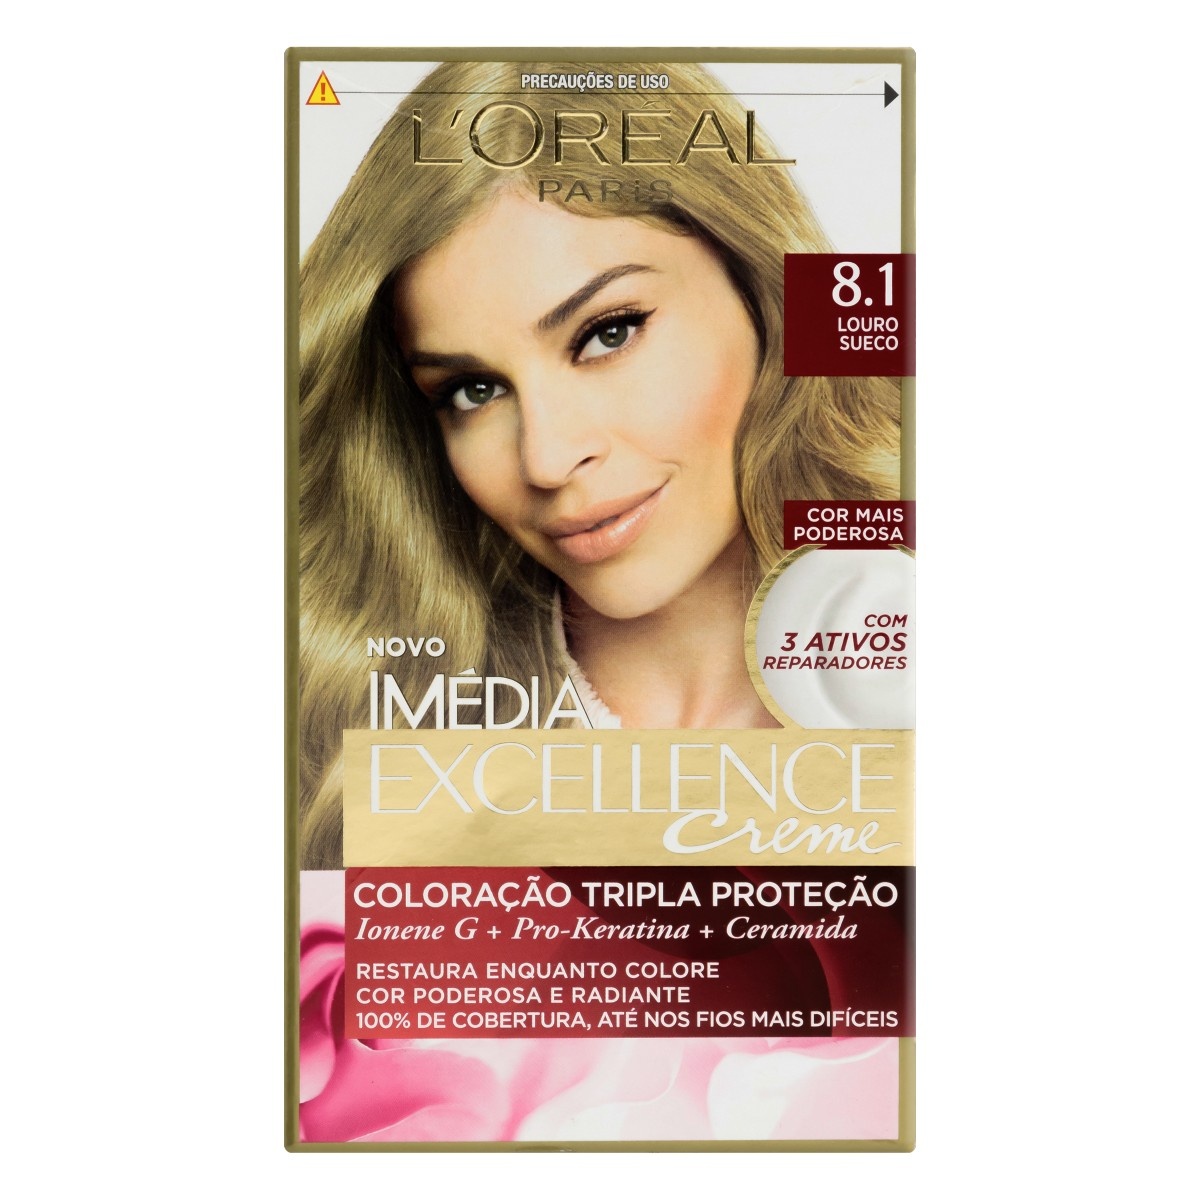 PRECAUÇÕES DE USO
L'ORÉAL
PARiS
8.1
LOURO
SUECO
COR MAIS
PODEROSA
COM
3 ATIVOS
REPARADORES
NOVO
IMÉDIA
EXCELLENCE
Creme
COLORAÇÃO TRIPLA PROTEÇÃO
Ionene G + Pro-Keratina + Ceramida
RESTAURA ENQUANTO COLORE
COR PODEROSA E RADIANTE
100% DE COBERTURA, ATÉ NOS FIOS MAIS DIFÍCEIS